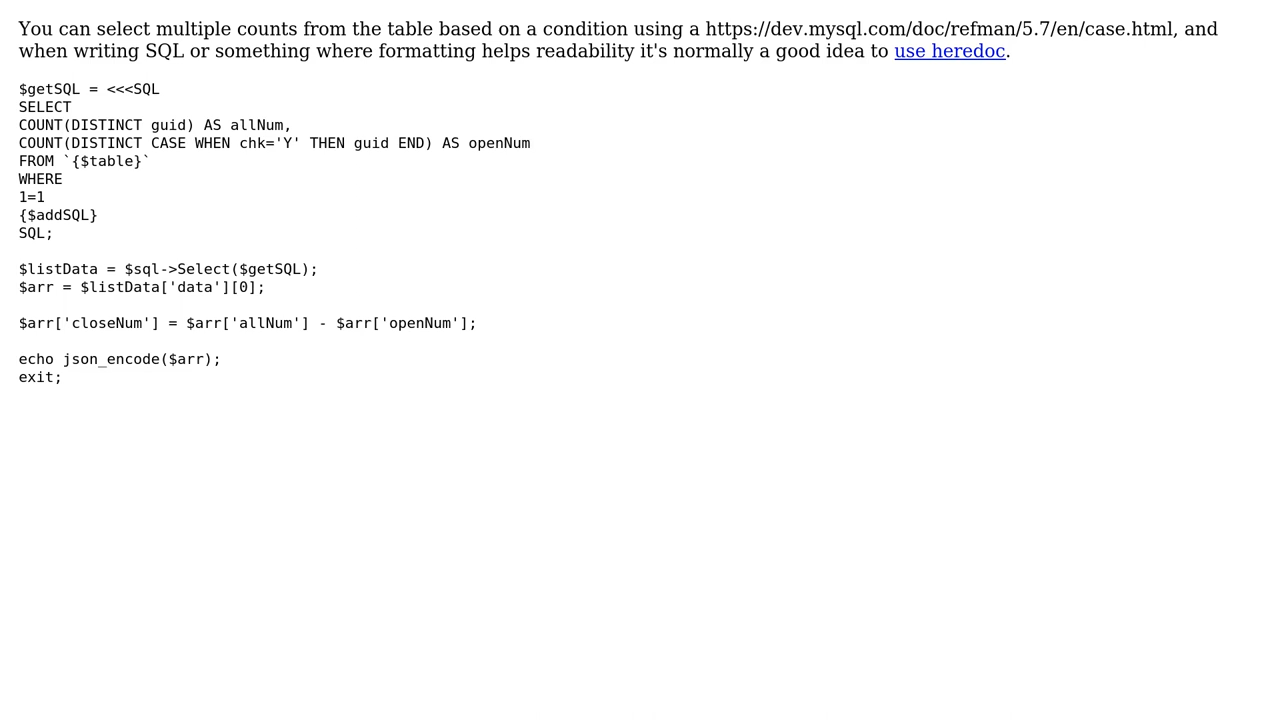 You can select multiple counts from the table based on a condition using a https://dev.mysql.com/doc/refman/5.7/en/case.html, and
when writing SQL or something where formatting helps readability it's normally a good idea to use heredoc.
$getSQL = <<<SQL
SELECT
COUNT(DISTINCT guid) AS allNum,
COUNT(DISTINCT CASE WHEN chk='Y' THEN guid END) AS openNum
FROM `{$table}`
WHERE
1=1
{$addSQL}
SQL;
$listData = $sql->Select($getSQL);
$arr = $listData['data'][0];
$arr['closeNum'] = $arr['allNum'] - $arr['openNum'];
echo json_encode($arr);
exit;